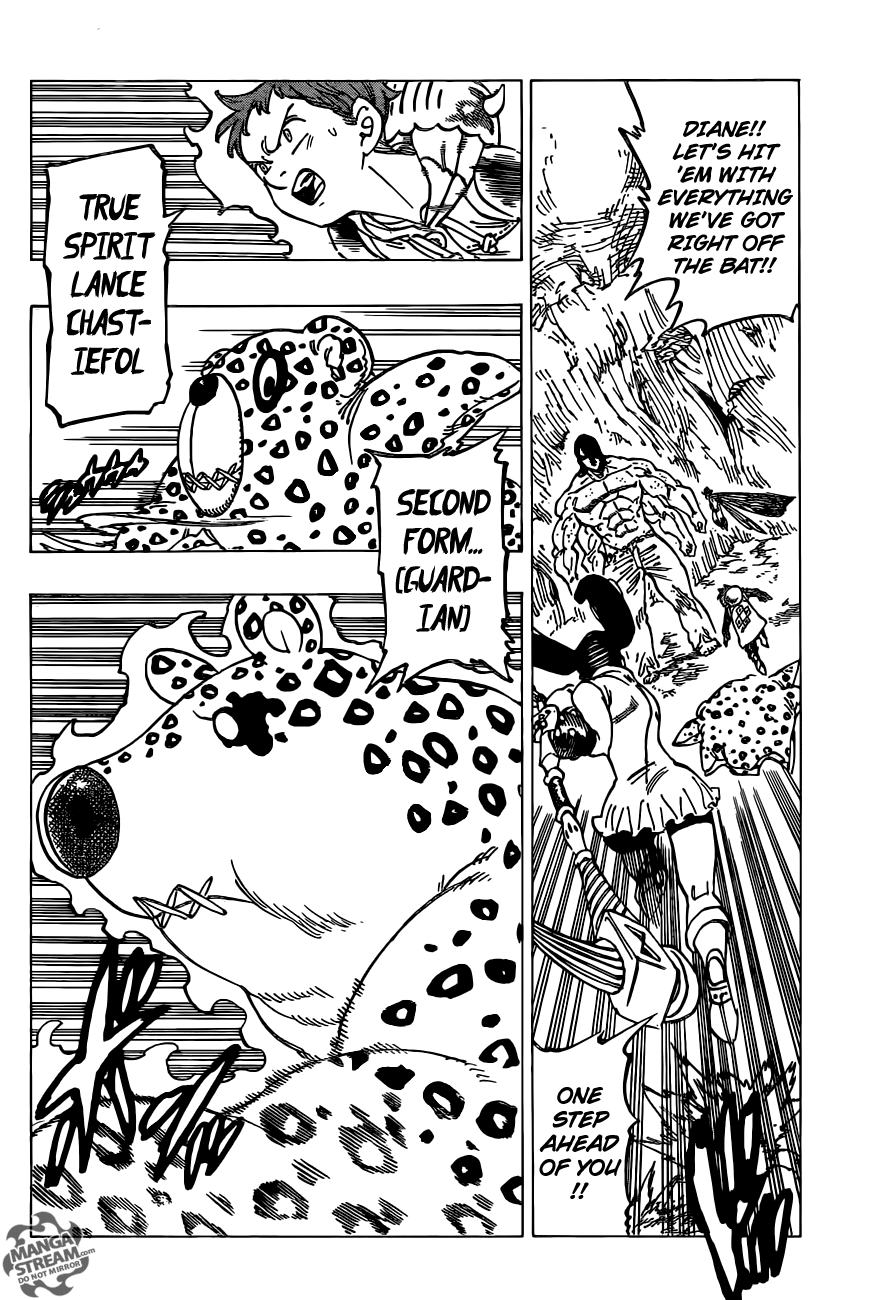 DIANE!!
LET'S HIT
'EM WITH
EVERYTHING
WE'VE GOT
RIGHT OFF
THE BAT!!
ONE
STEP
AHEAD
OF YOU
!!
TRUE
SPIRIT
LANCE
CHAST-
IEFOL
SECOND
FORM...
[GUARD-
IAN]
MANGA
STREAM.com
DO NOT MIRROR